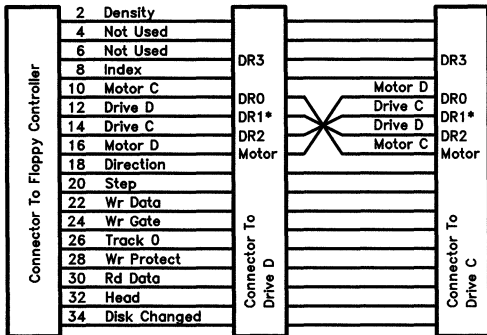 Connector To Floppy Controller
2 Density
4 Not Used
6 Not Used
8 Index
10 Motor C
12 Drive D
14 Drive C
16 Motor D
18 Direction
20 Step
22 Wr Data
24 Wr Gate
26 Track 0
28 Wr Protect
30 Rd Data
32 Head
34 Disk Changed
DR3
DR0
DR1*
DR2
Motor
Connector To
Drive D
Motor D
Drive C
Drive D
Motor C
DR3
DR0
DR1*
DR2
Motor
Connector To
Drive C